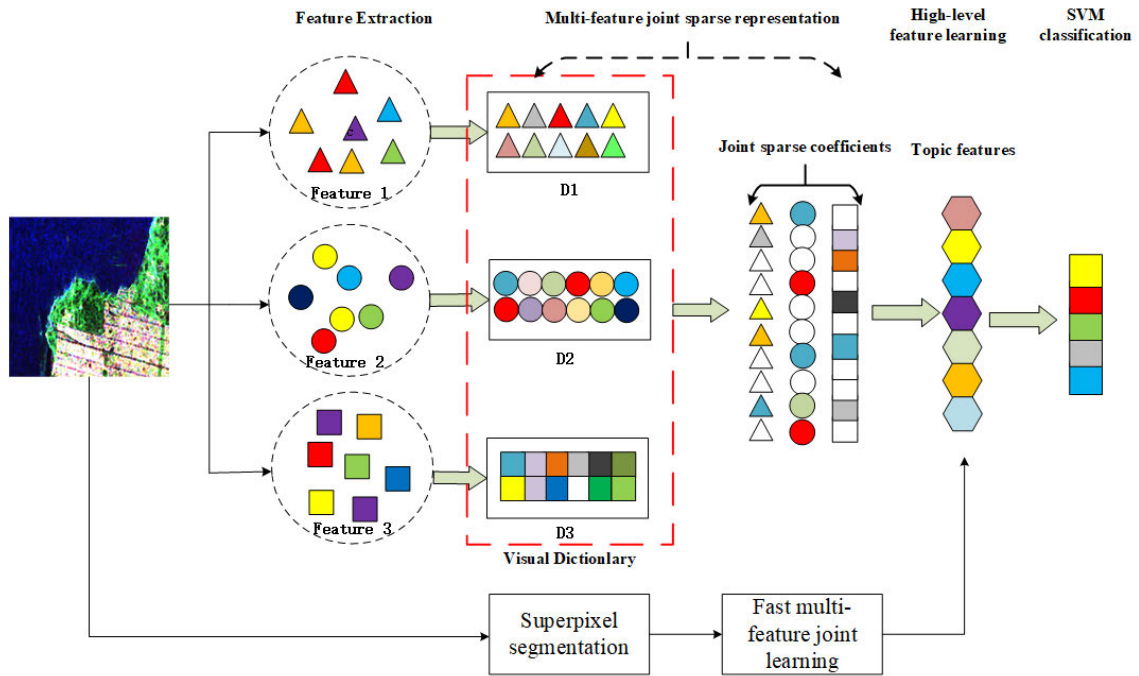 Feature Extraction
Multi-feature joint sparse representation
High-level
feature learning
SVM
classification
c
Feature 1
D1
Joint sparse coefficients
Topic features
Feature 2
D2
Feature 3
D3
Visual Dictionlary
Superpixel
segmentation
Fast multi-
feature joint
learning